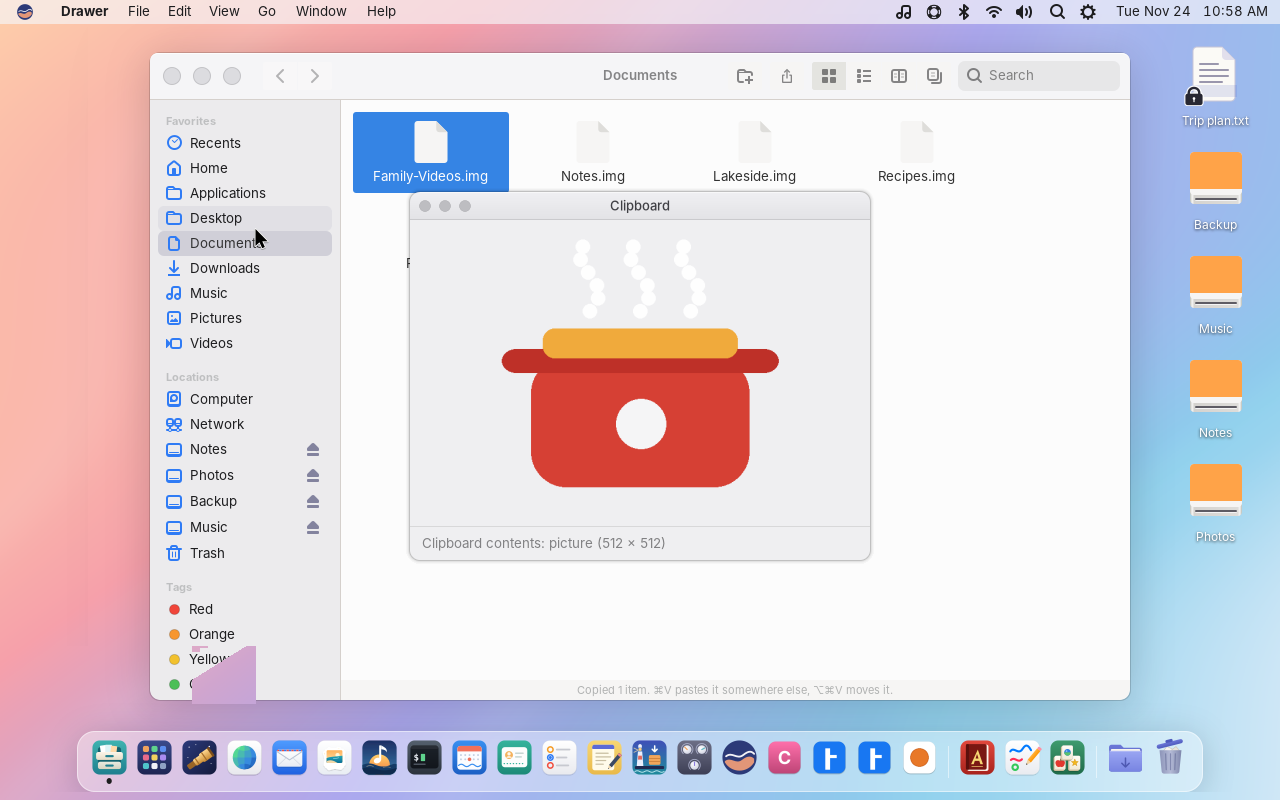 Drawer File Edit View Go Window Help Tue Nov 24 10:58 AM
Documents
Search
Favorites
Recents
Home
Applications
Desktop
Documents
Downloads
Music
Pictures
Videos
Locations
Computer
Network
Notes
Photos
Backup
Music
Trash
Tags
Red
Orange
Yellow
Family-Videos.img
Notes.img
Lakeside.img
Recipes.img
Clipboard
Clipboard contents: picture (512 × 512)
Copied 1 item. ⌘V pastes it somewhere else, ⌥⌘V moves it.
Trip plan.txt
Backup
Music
Notes
Photos
$
C
A